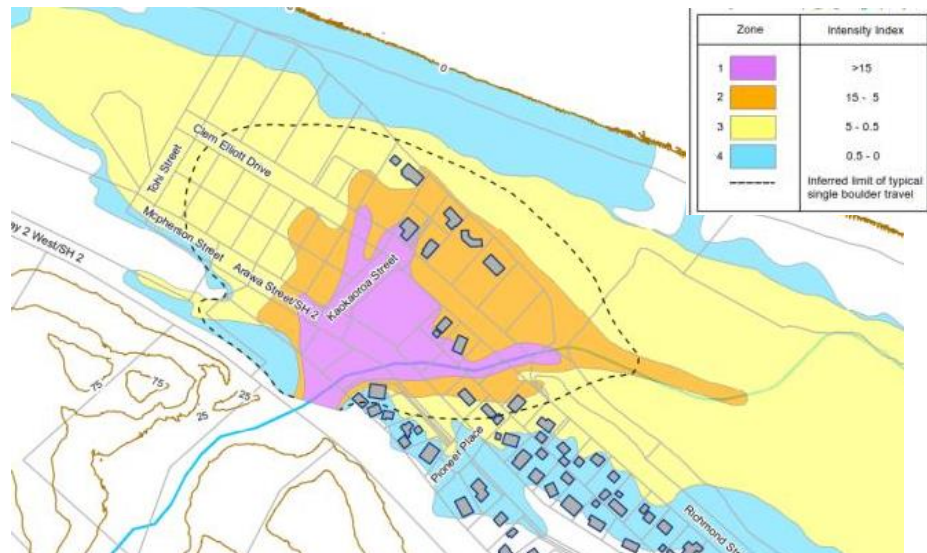 Zone Intensity Index
1 >15
2 15 - 5
3 5 - 0.5
4 0.5 - 0
Inferred limit of typical
single boulder travel
0
0
Clem Elliott Drive
Tohi Street
Mcpherson Street
ay 2 West/SH 2
Arawa Street/SH 2
Kaokaoroa Street
75
75
25
25
Pioneer Place
Richmond St